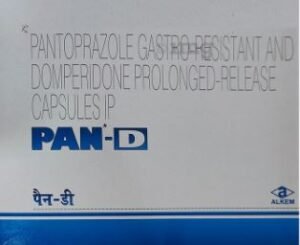 PANTOPRAZOLE GASTRO-RESISTANT AND
DOMPERIDONE PROLONGED-RELEASE
CAPSULES IP
PAN*-D
पैन-डी
a
ALKEM